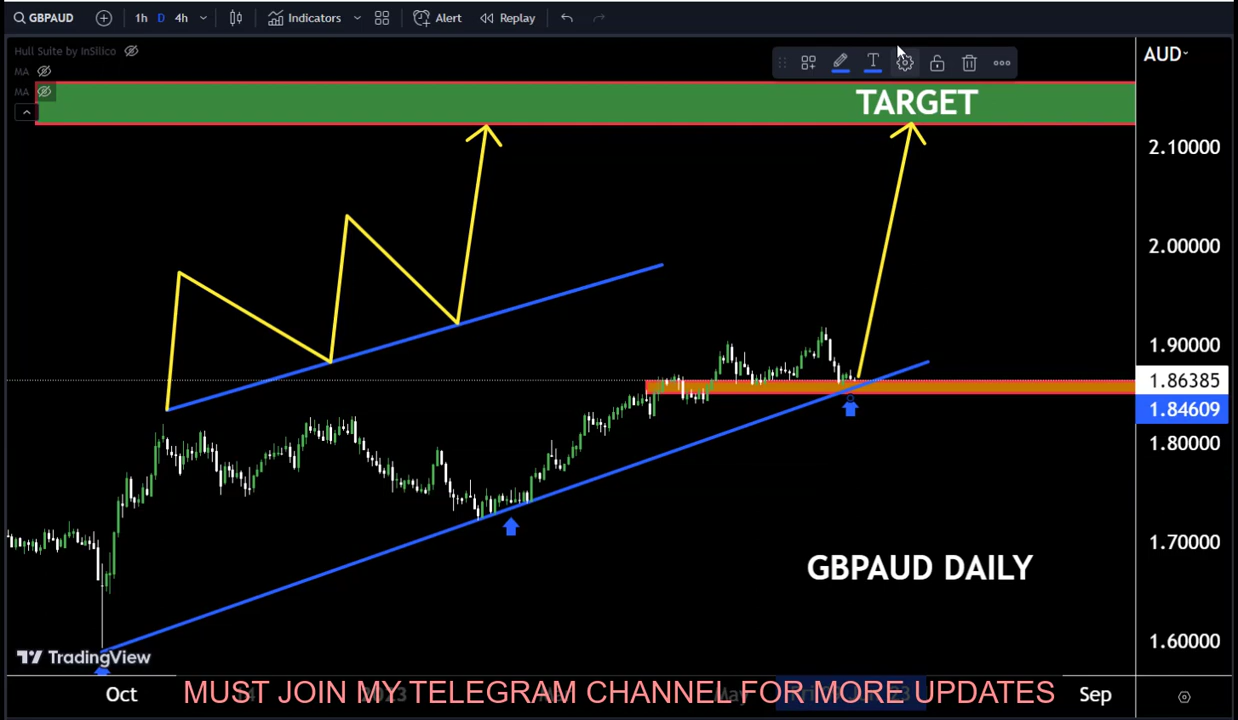 GBPAUD 1h D 4h Indicators Alert Replay
Hull Suite by InSilico
MA
MA
AUD
TARGET
2.10000
2.00000
1.90000
1.86385
1.84609
1.80000
1.70000
GBPAUD DAILY
1.60000
TradingView
Oct
MUST JOIN MY TELEGRAM CHANNEL FOR MORE UPDATES
Sep